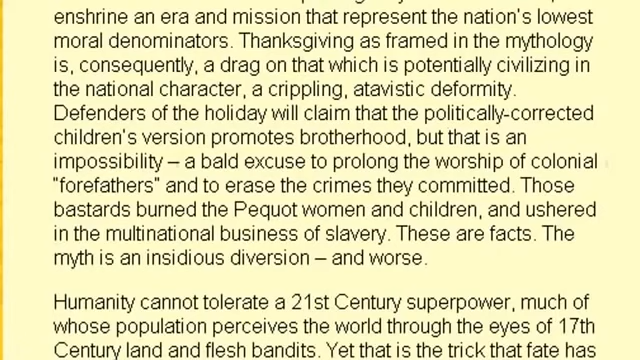 enshrine an era and mission that represent the nation's lowest
moral denominators. Thanksgiving as framed in the mythology
is, consequently, a drag on that which is potentially civilizing in
the national character, a crippling, atavistic deformity.
Defenders of the holiday will claim that the politically-corrected
children's version promotes brotherhood, but that is an
impossibility – a bald excuse to prolong the worship of colonial
"forefathers" and to erase the crimes they committed. Those
bastards burned the Pequot women and children, and ushered
in the multinational business of slavery. These are facts. The
myth is an insidious diversion – and worse.
Humanity cannot tolerate a 21st Century superpower, much of
whose population perceives the world through the eyes of 17th
Century land and flesh bandits. Yet that is the trick that fate has